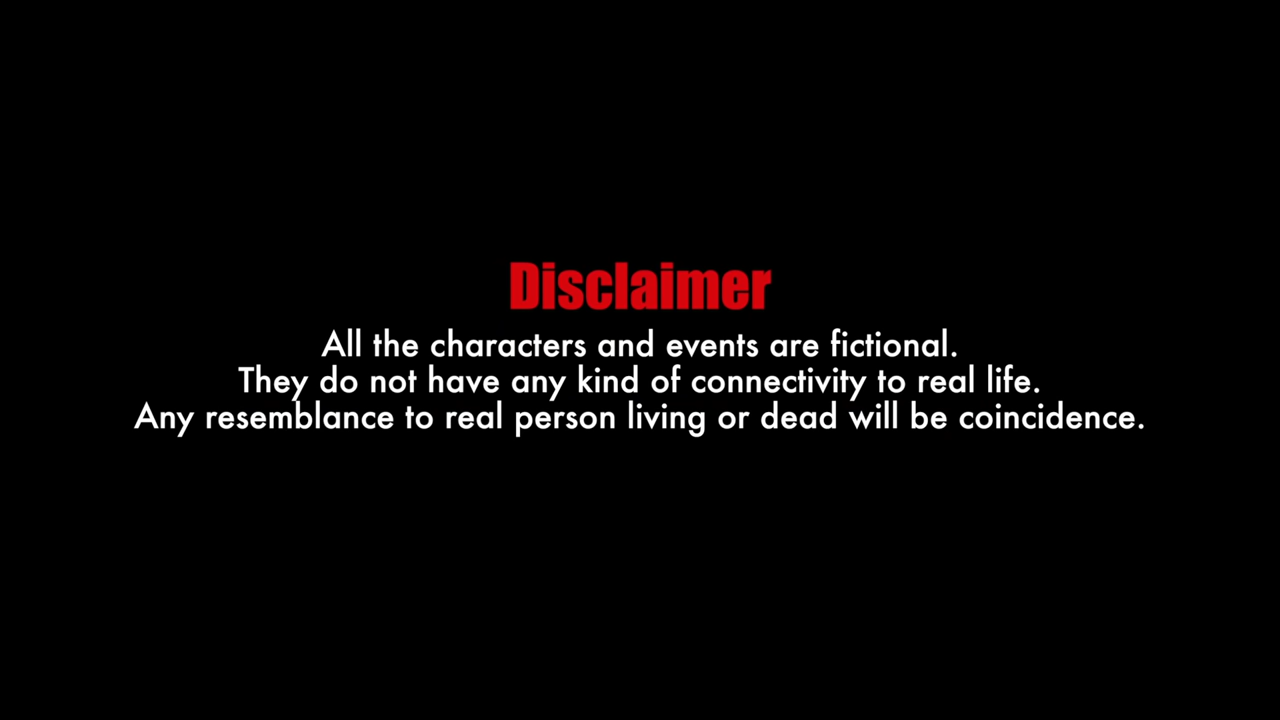 Disclaimer
All the characters and events are fictional.
They do not have any kind of connectivity to real life.
Any resemblance to real person living or dead will be coincidence.